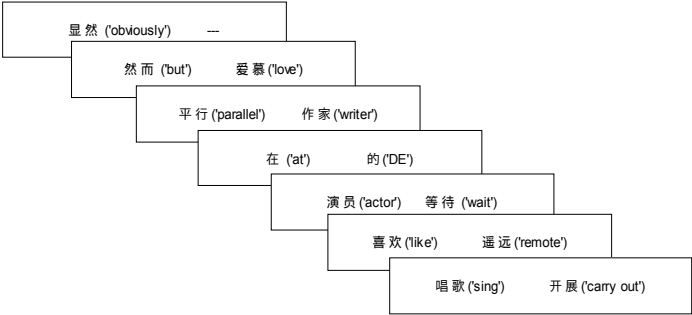 显然 ('obviously') ---
然而 ('but') 爱慕 ('love')
平行 ('parallel') 作家 ('writer')
在 ('at') 的 ('DE')
演员 ('actor') 等待 ('wait')
喜欢 ('like') 遥远 ('remote')
唱歌 ('sing') 开展 ('carry out')